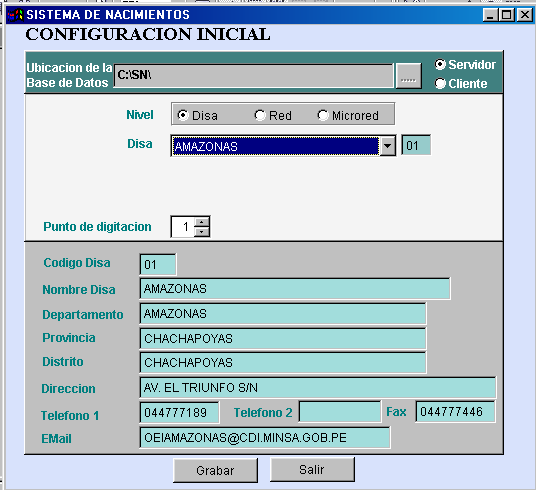 SISTEMA DE NACIMIENTOS
CONFIGURACION INICIAL
Ubicacion de la Base de Datos C:\SN\ ..... Servidor
Cliente
Nivel Disa Red Microred
Disa AMAZONAS 01
Punto de digitacion 1
Codigo Disa 01
Nombre Disa AMAZONAS
Departamento AMAZONAS
Provincia CHACHAPOYAS
Distrito CHACHAPOYAS
Direccion AV. EL TRIUNFO S/N
Telefono 1 044777189 Telefono 2 Fax 044777446
EMail OEIAMAZONAS@CDI.MINSA.GOB.PE
Grabar Salir